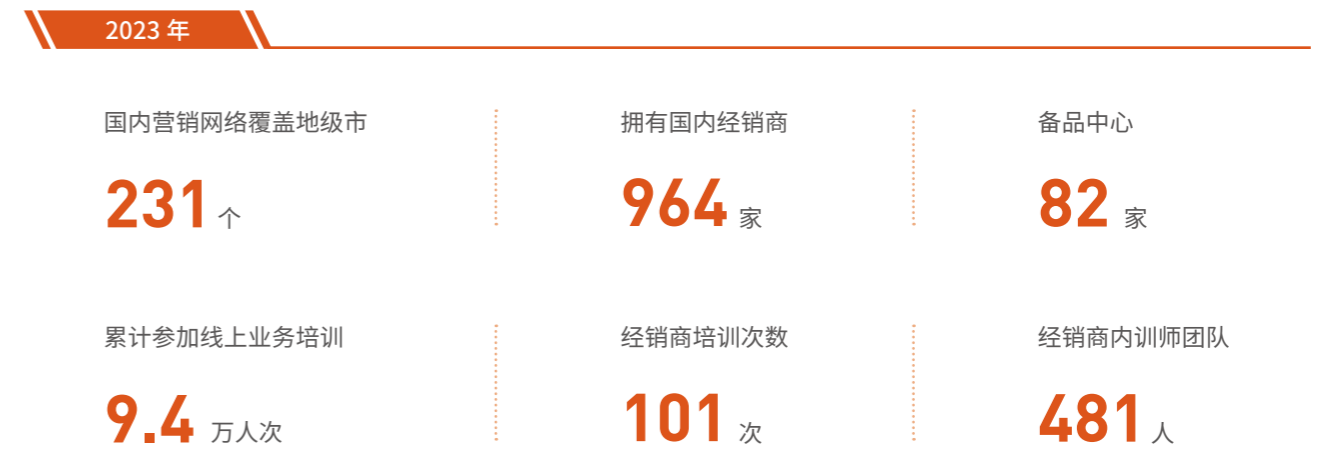 2023 年
国内营销网络覆盖地级市
拥有国内经销商
备品中心
231 个
964 家
82 家
累计参加线上业务培训
经销商培训次数
经销商内训师团队
9.4 万人次
101 次
481 人